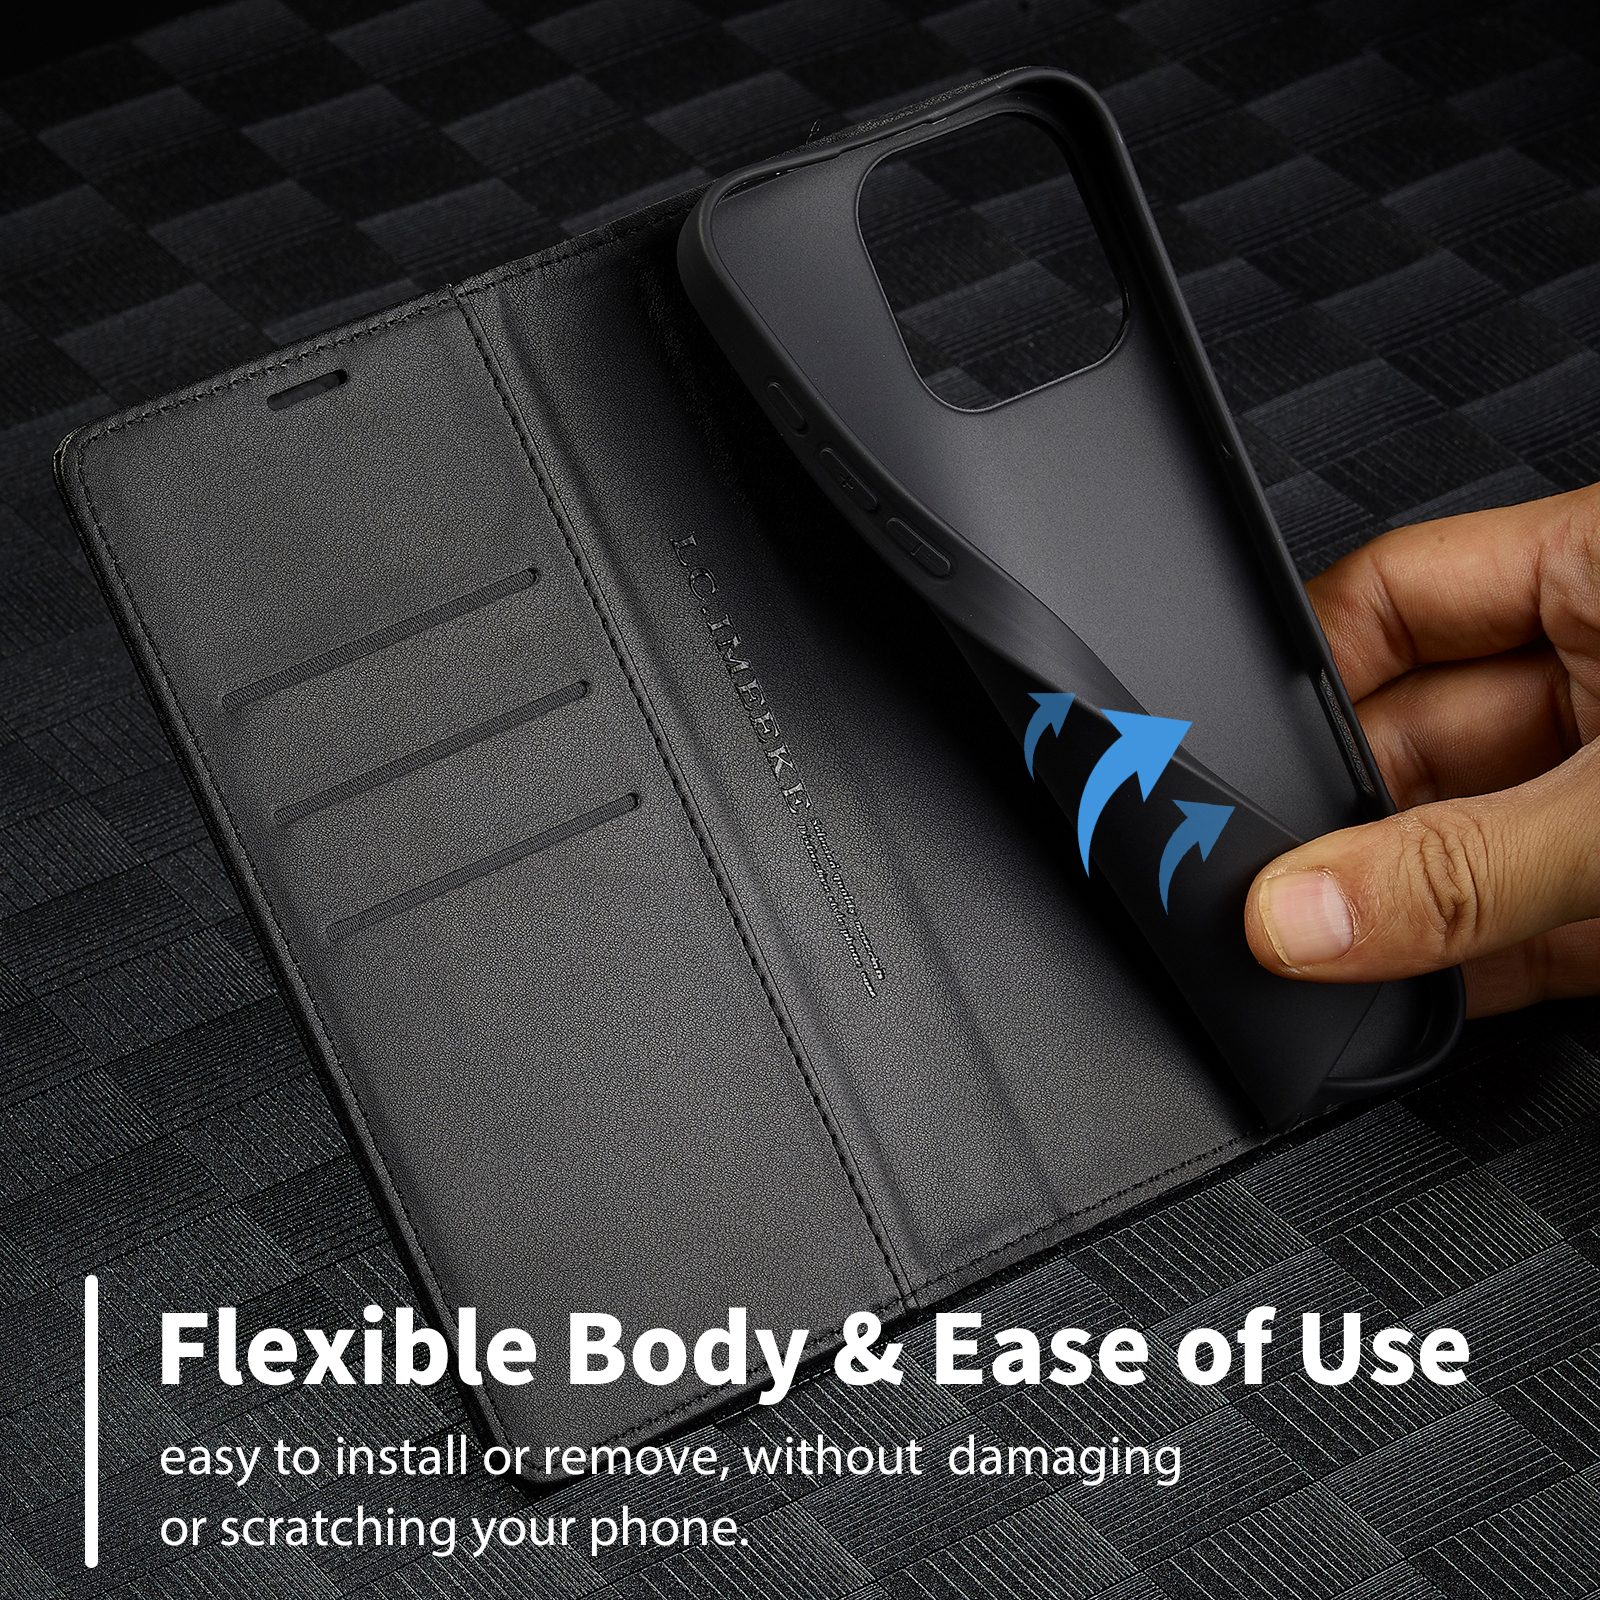 LC.IMEEKE
Flexible Body & Ease of Use
easy to install or remove, without damaging
or scratching your phone.